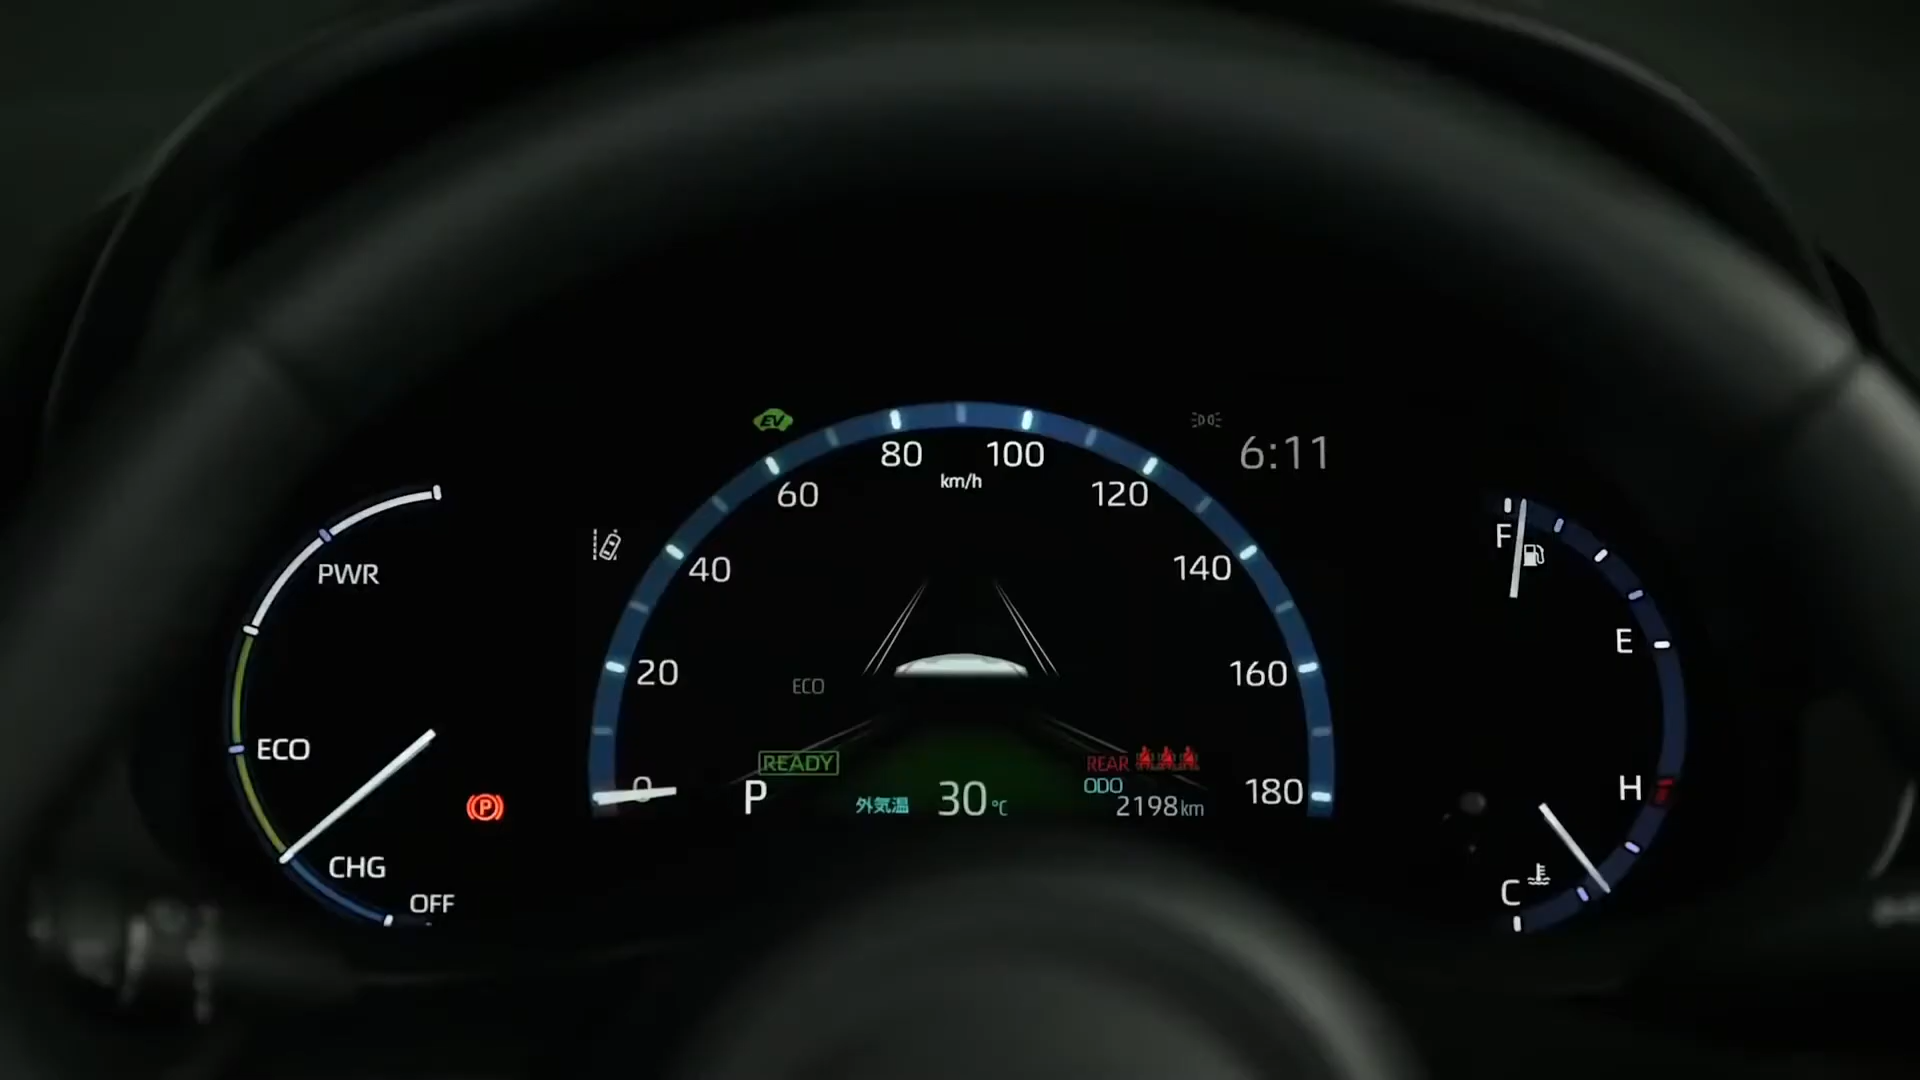 EV
6:11
80
100
km/h
60
120
F
PWR
40
140
E
20
160
ECO
ECO
READY
REAR
0
P
外気温
30℃
ODO
2198km
180
H
P
CHG
C
OFF